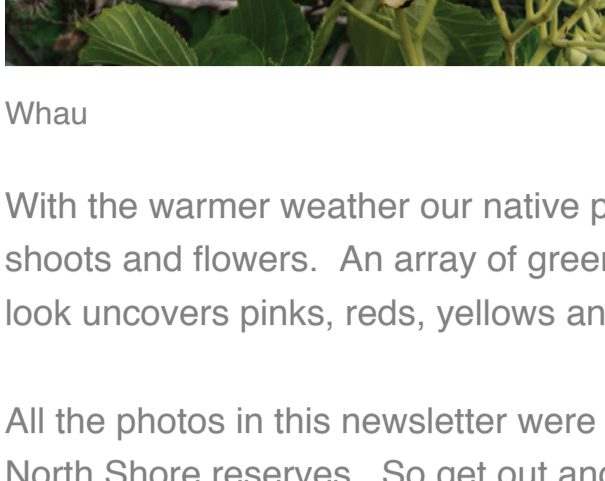 Whau
With the warmer weather our native
shoots and flowers. An array of
look uncovers pinks, reds, yellows
All the photos in this newsletter were
North Shore reserves. So get out